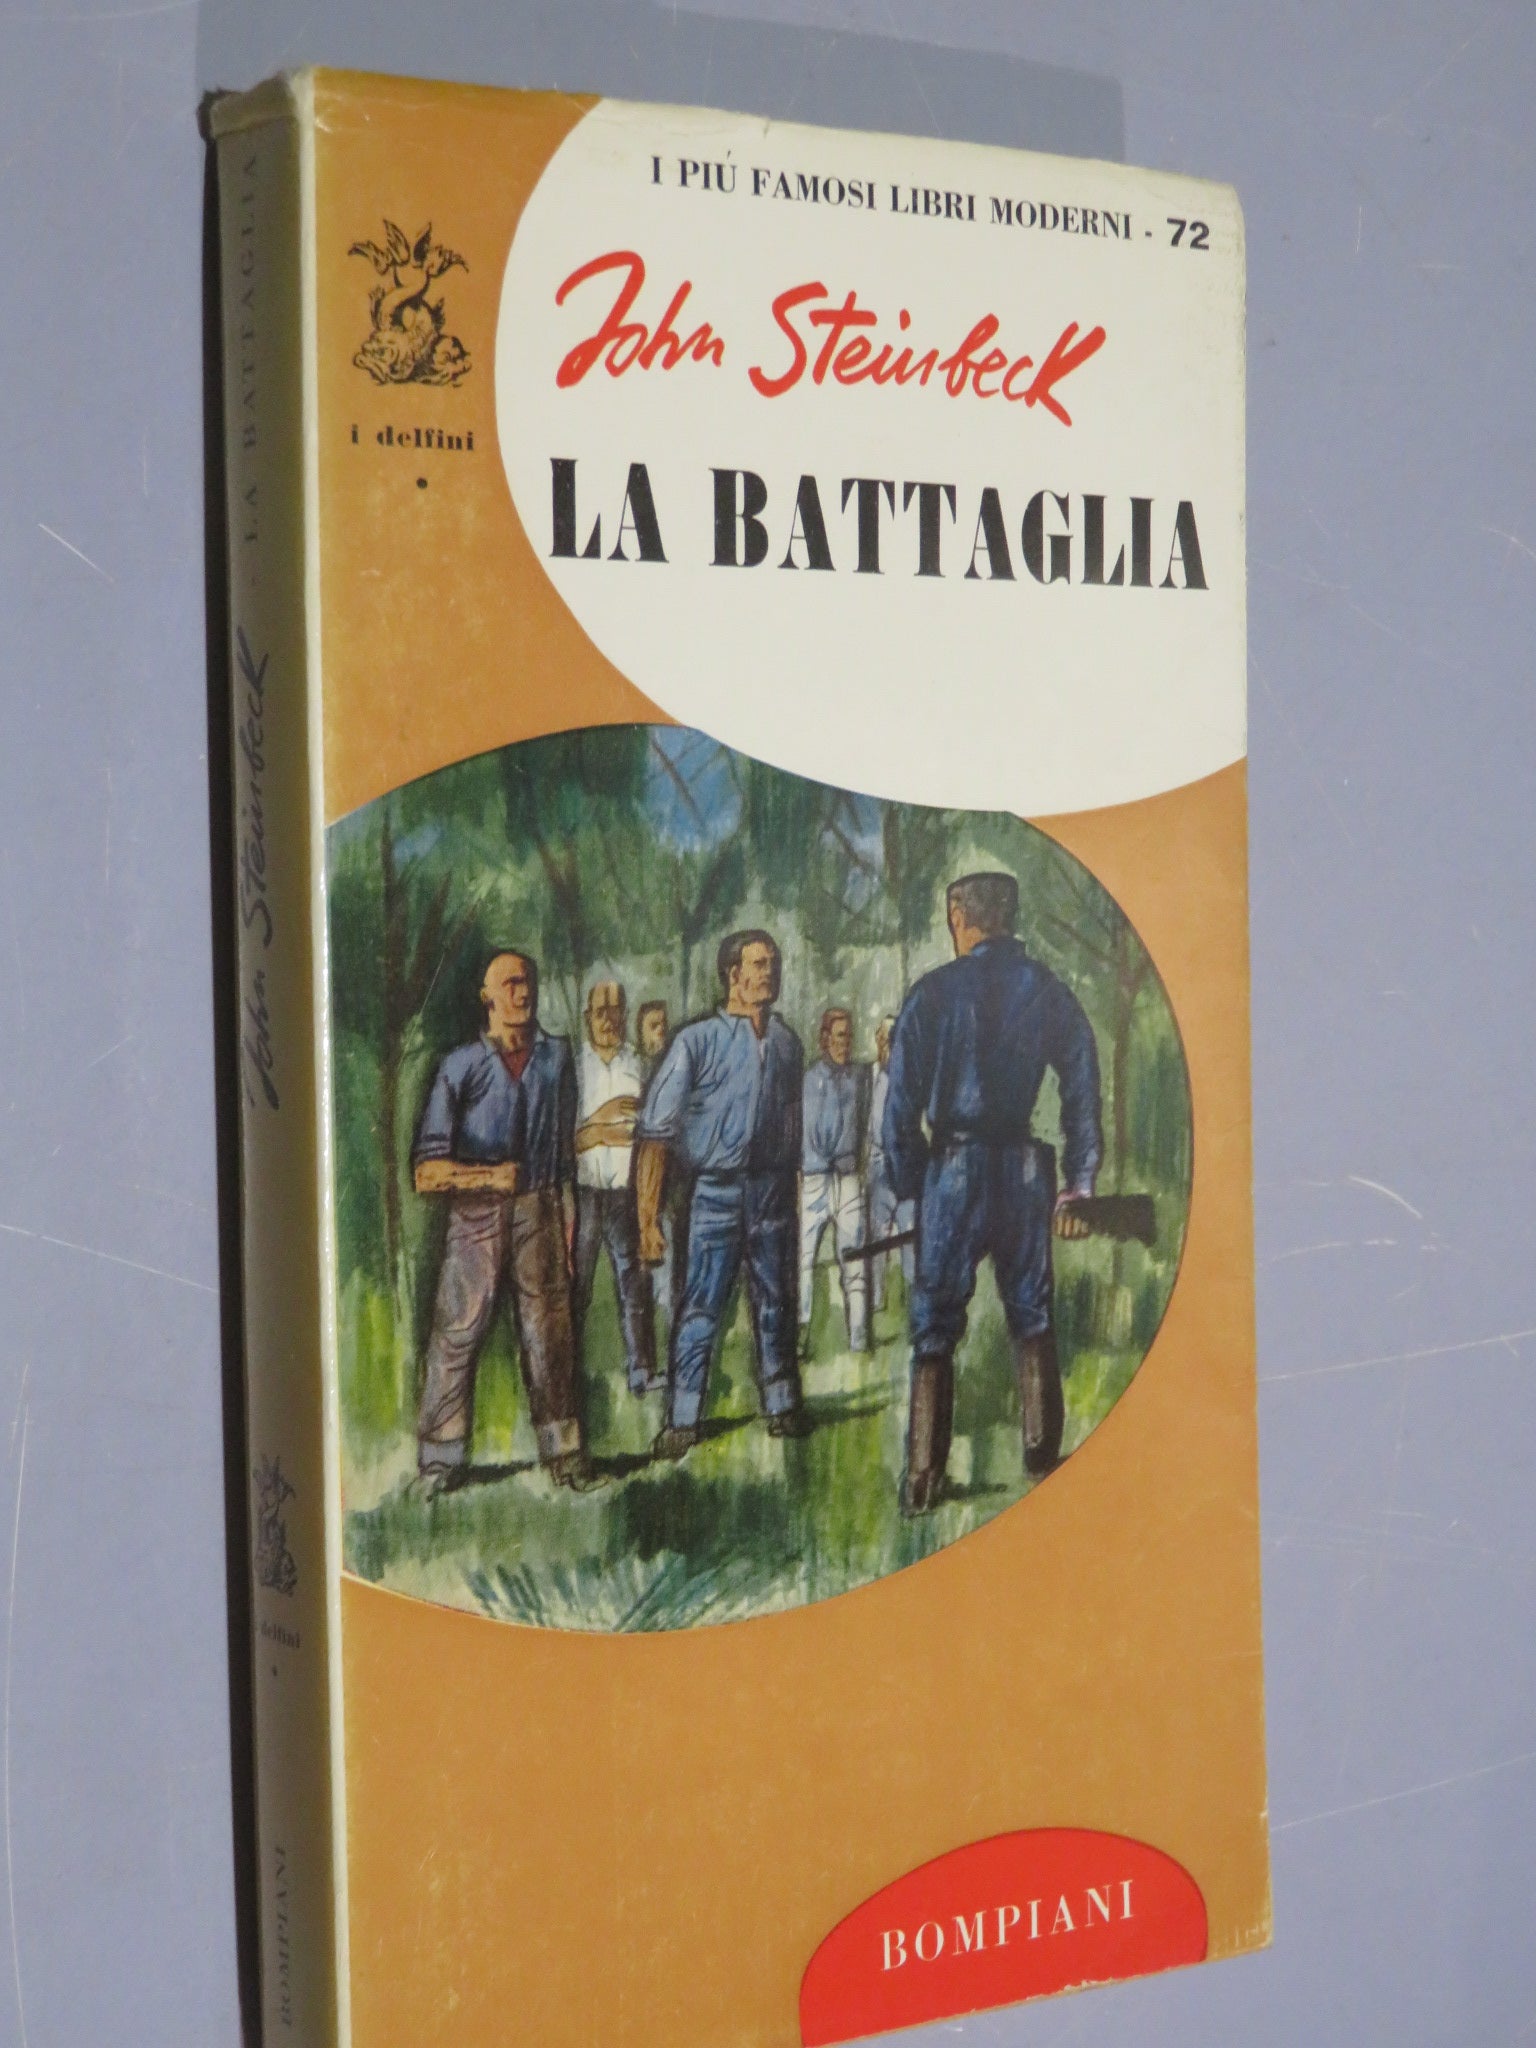 I PIÚ FAMOSI LIBRI MODERNI - 72
John Steinbeck
LA BATTAGLIA
i delfini
BOMPIANI
LA BATTAGLIA
John Steinbeck
i delfini
BOMPIANI